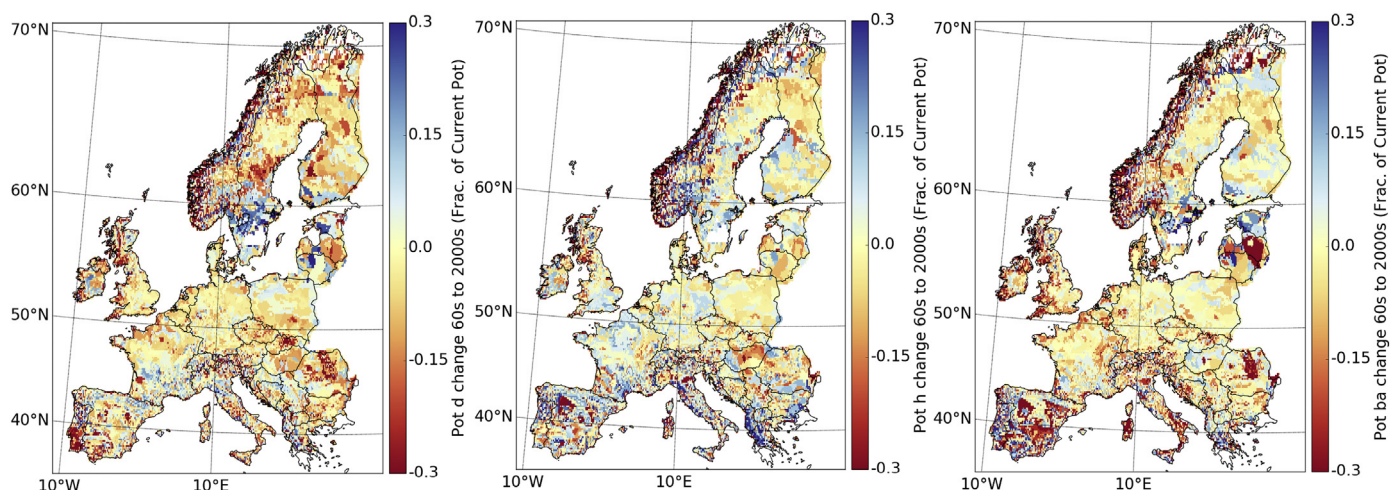 70°N
60°N
50°N
40°N
10°W
10°E
0.3
0.15
0.0
-0.15
-0.3
Pot d change 60s to 2000s (Frac. of Current Pot)
70°N
60°N
50°N
40°N
10°W
10°E
0.3
0.15
0.0
-0.15
-0.3
Pot h change 60s to 2000s (Frac. of Current Pot)
70°N
60°N
50°N
40°N
10°W
10°E
0.3
0.15
0.0
-0.15
-0.3
Pot ba change 60s to 2000s (Frac. of Current Pot)